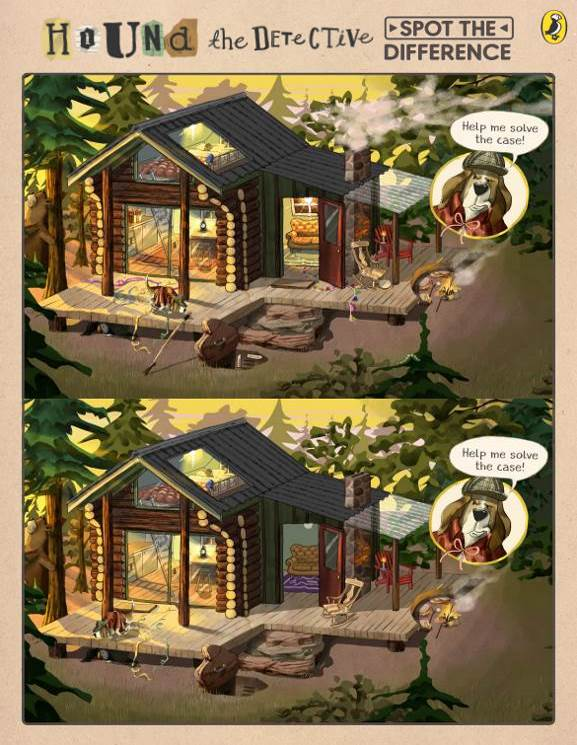 HOUNd the DETeCTiVe
SPOT THE
DIFFERENCE
Help me solve
the case!
Help me solve
the case!